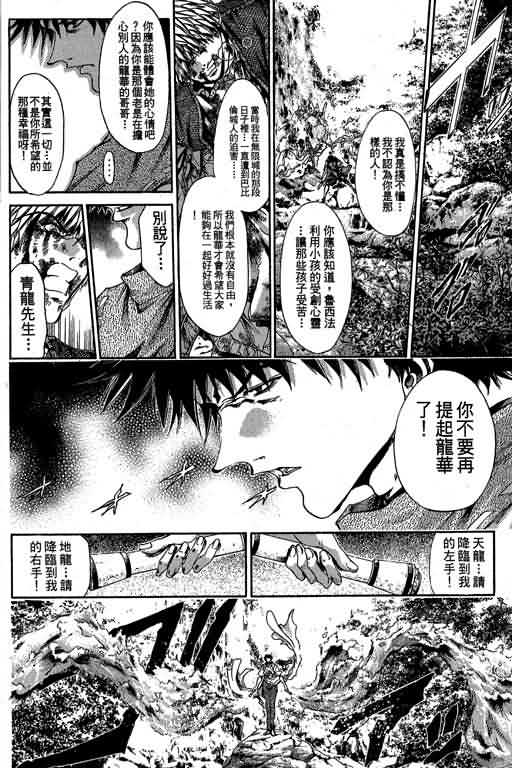 我真是搞不懂…
我不認為你是那
樣的人！
你應該知道，魯西法
利用小孩的受創心靈
…讓那些孩子受苦…
當時我在無限城的那段
日子裡…一直遭到巴比
倫城人的迫害…
我們根本就沒有自由，
所以龍華才會希望大家
能夠在一起好好過生活
你應該能體會她的心情吧
？因為你是那個老是在擔
心別人的龍華的哥哥…
其實這一切…並
不是你所希望的
那種幸福呀！
…
別說了…
青龍先生…
你不要再
提起龍華
了！
天龍…請
降臨到我
的左手！
地龍…請
降臨到我
的右手！